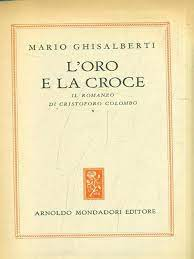 MARIO GHISALBERTI
L'ORO
E LA CROCE
IL ROMANZO
DI CRISTOFORO COLOMBO
*
ARNOLDO MONDADORI EDITORE